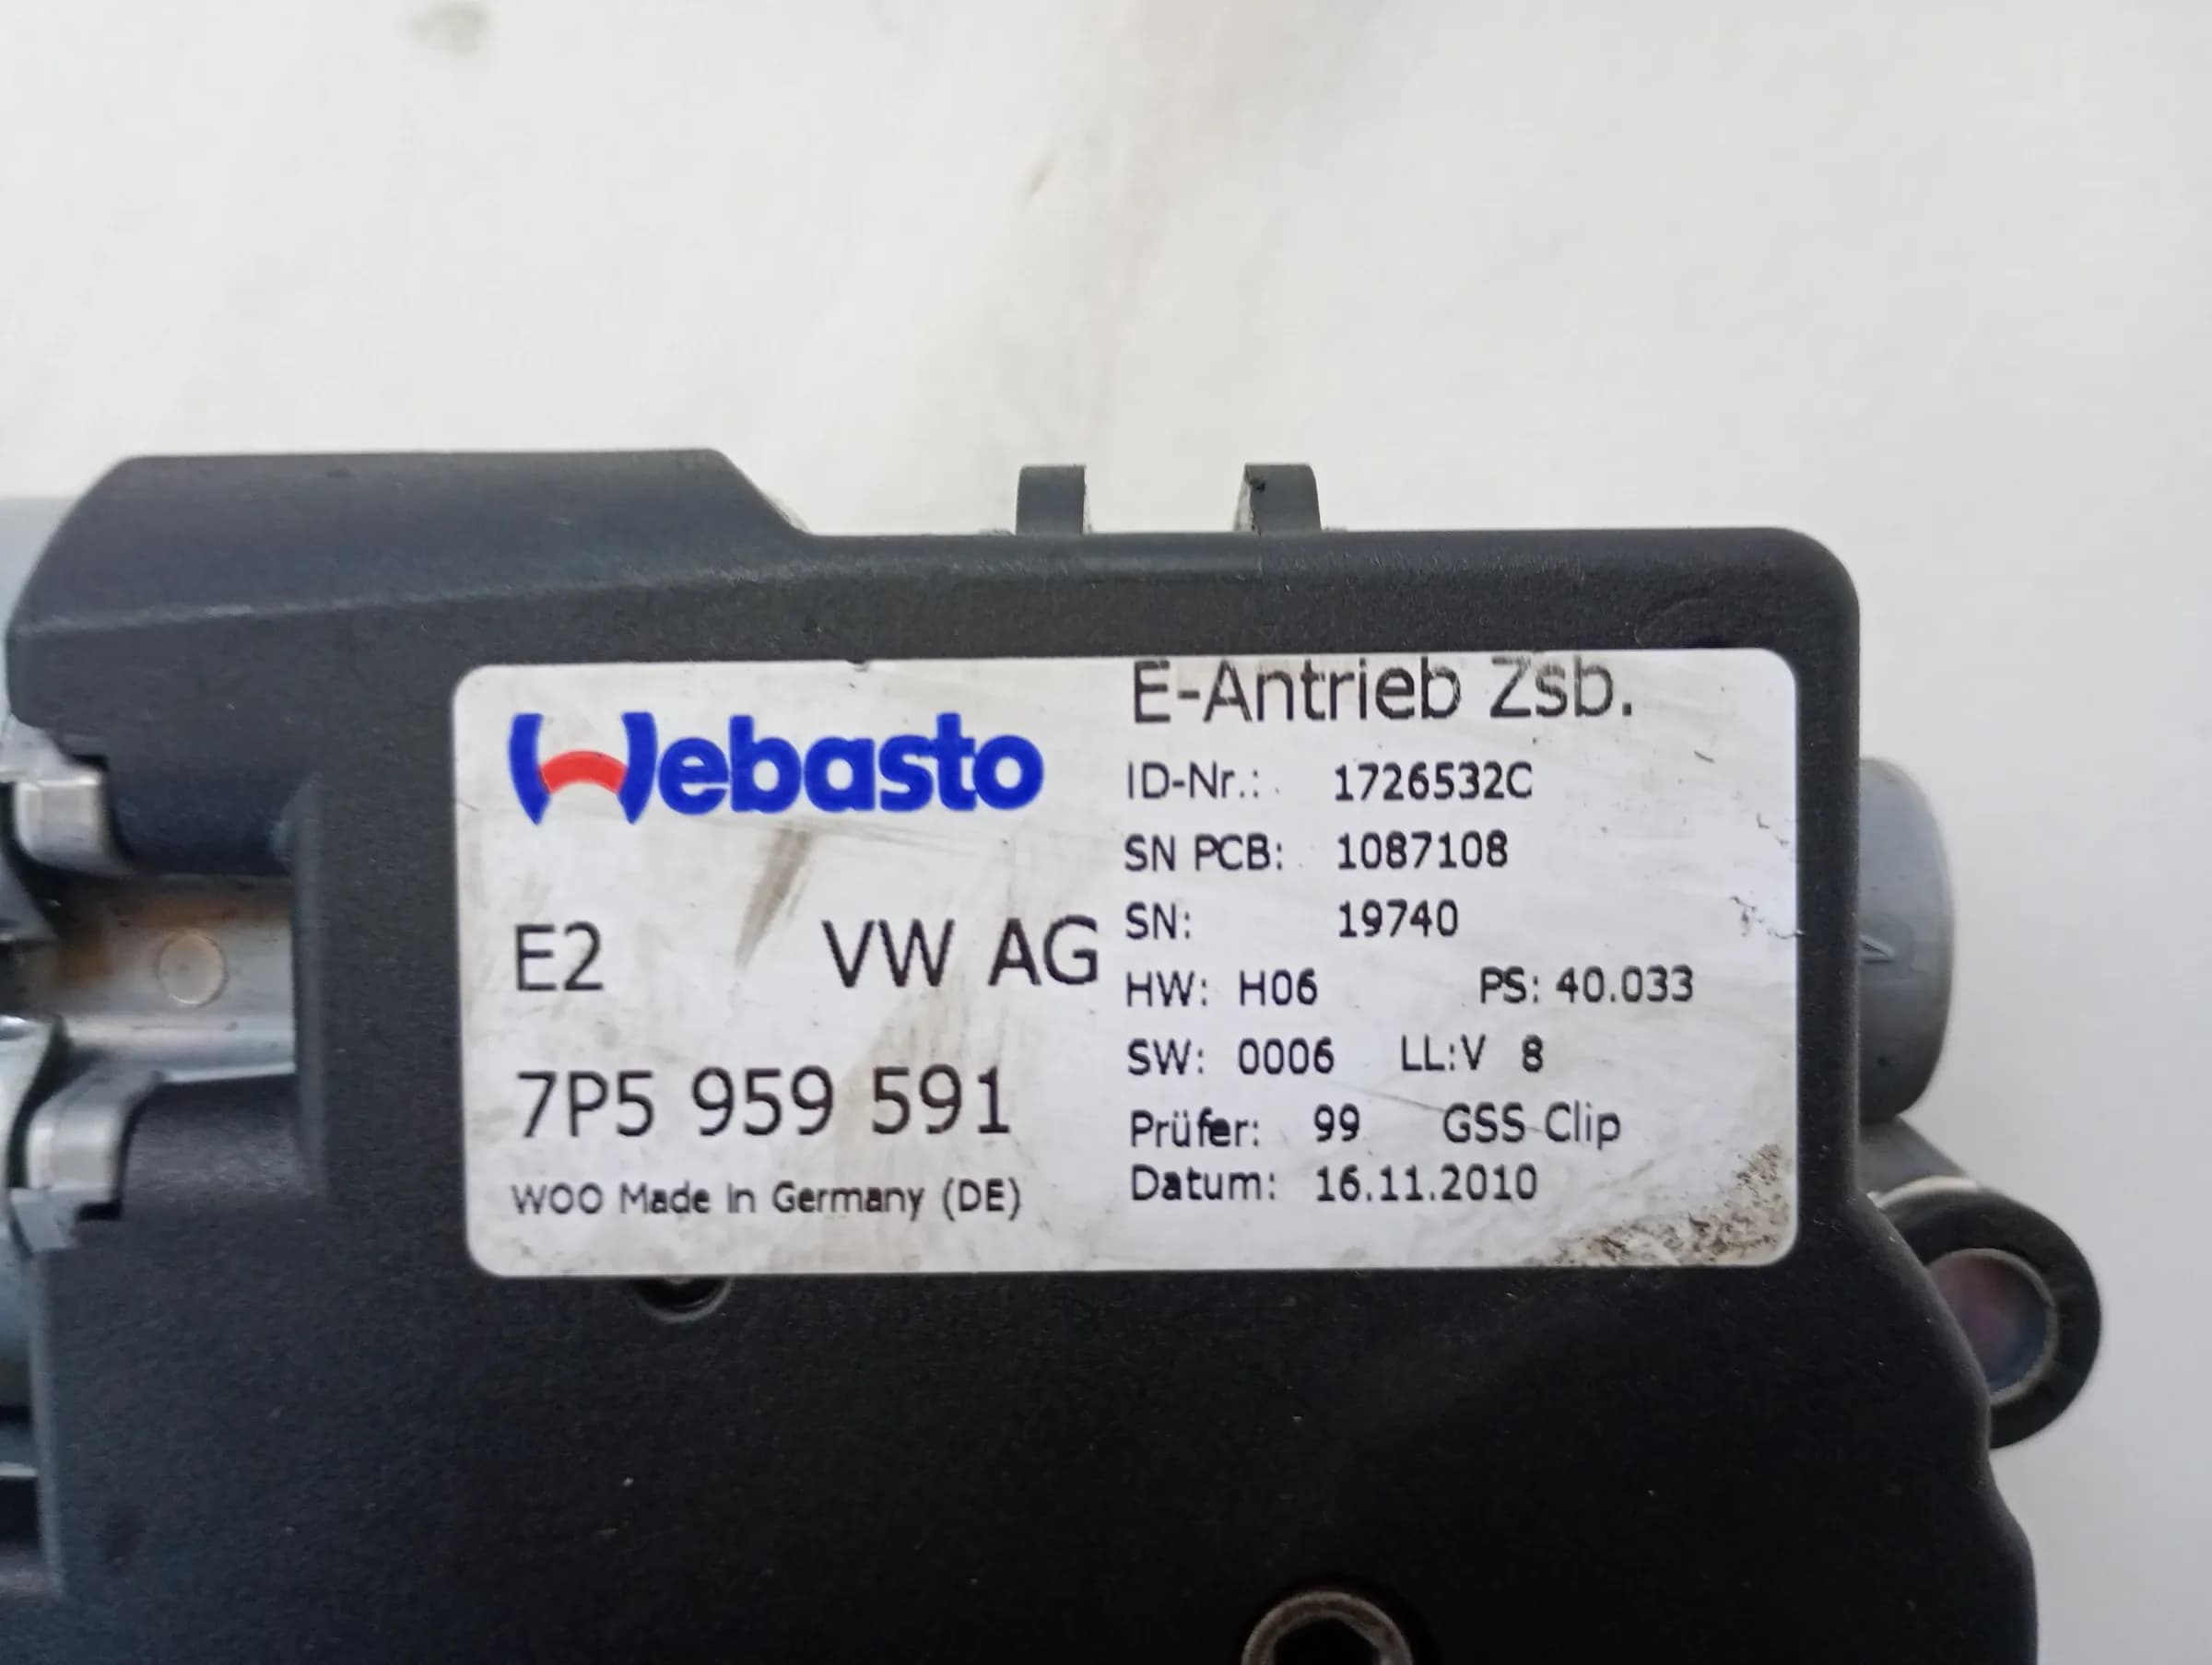 Webasto
E2 VW AG
7P5 959 591
WOO Made in Germany (DE)
E-Antrieb Zsb.
ID-Nr.: 1726532C
SN PCB: 1087108
SN: 19740
HW: H06 PS: 40.033
SW: 0006 LL:V 8
Prüfer: 99 GSS Clip
Datum: 16.11.2010